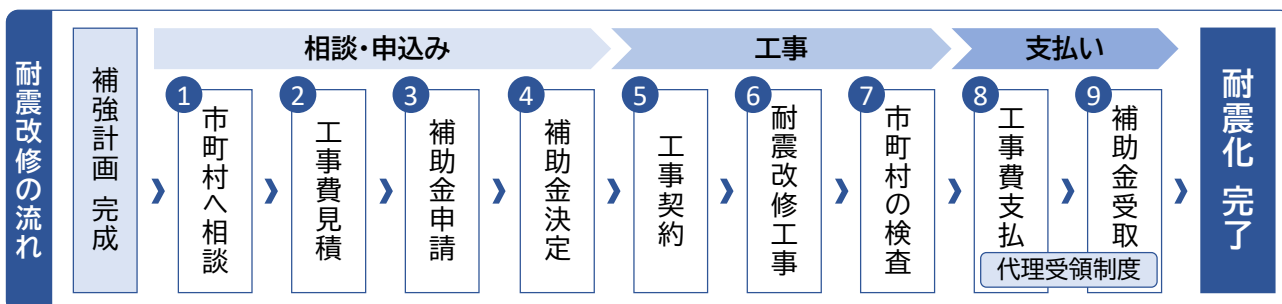 耐震改修の流れ
補強計画 完成
相談・申込み
1
市町村へ相談
2
工事費見積
3
補助金申請
4
補助金決定
工事
5
工事契約
6
耐震改修工事
7
市町村の検査
支払い
8
工事費支払
9
補助金受取
代理受領制度
耐震化 完了